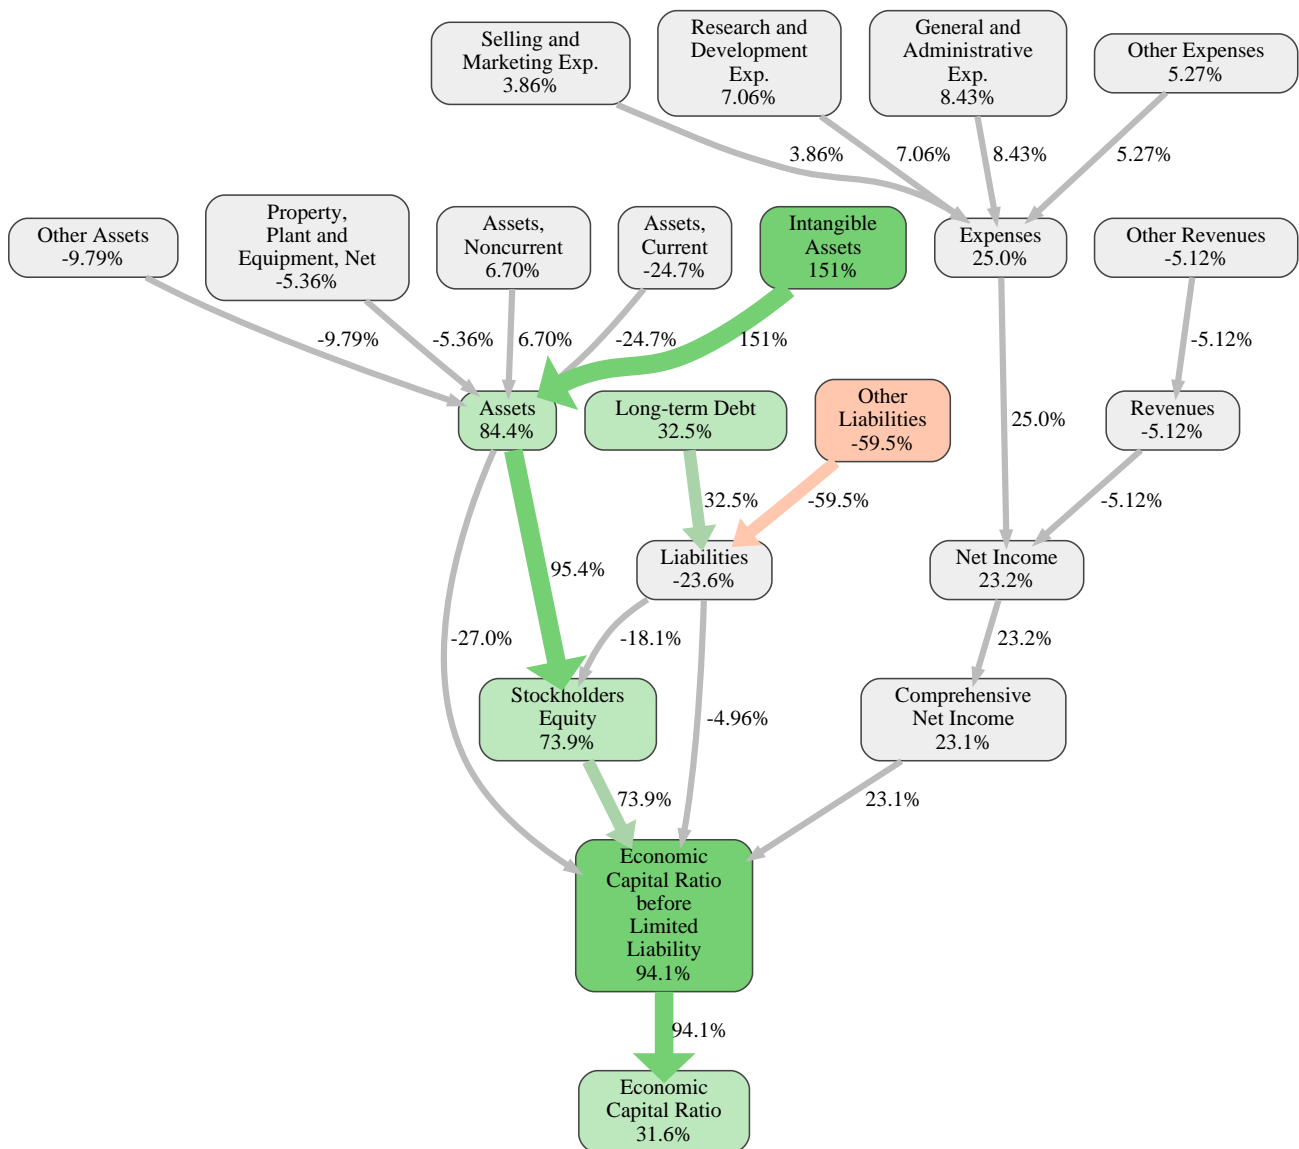 Selling and
Marketing Exp.
3.86%
Research and
Development
Exp.
7.06%
General and
Administrative
Exp.
8.43%
Other Expenses
5.27%
3.86%
7.06%
8.43%
5.27%
Other Assets
-9.79%
Property,
Plant and
Equipment, Net
-5.36%
Assets,
Noncurrent
6.70%
Assets,
Current
-24.7%
Intangible
Assets
151%
Expenses
25.0%
Other Revenues
-5.12%
-9.79%
-5.36%
6.70%
-24.7%
151%
-5.12%
Assets
84.4%
Long-term Debt
32.5%
Other
Liabilities
-59.5%
25.0%
Revenues
-5.12%
32.5%
-59.5%
-5.12%
95.4%
Liabilities
-23.6%
Net Income
23.2%
-27.0%
-18.1%
23.2%
Stockholders
Equity
73.9%
-4.96%
Comprehensive
Net Income
23.1%
73.9%
23.1%
Economic
Capital Ratio
before
Limited
Liability
94.1%
94.1%
Economic
Capital Ratio
31.6%